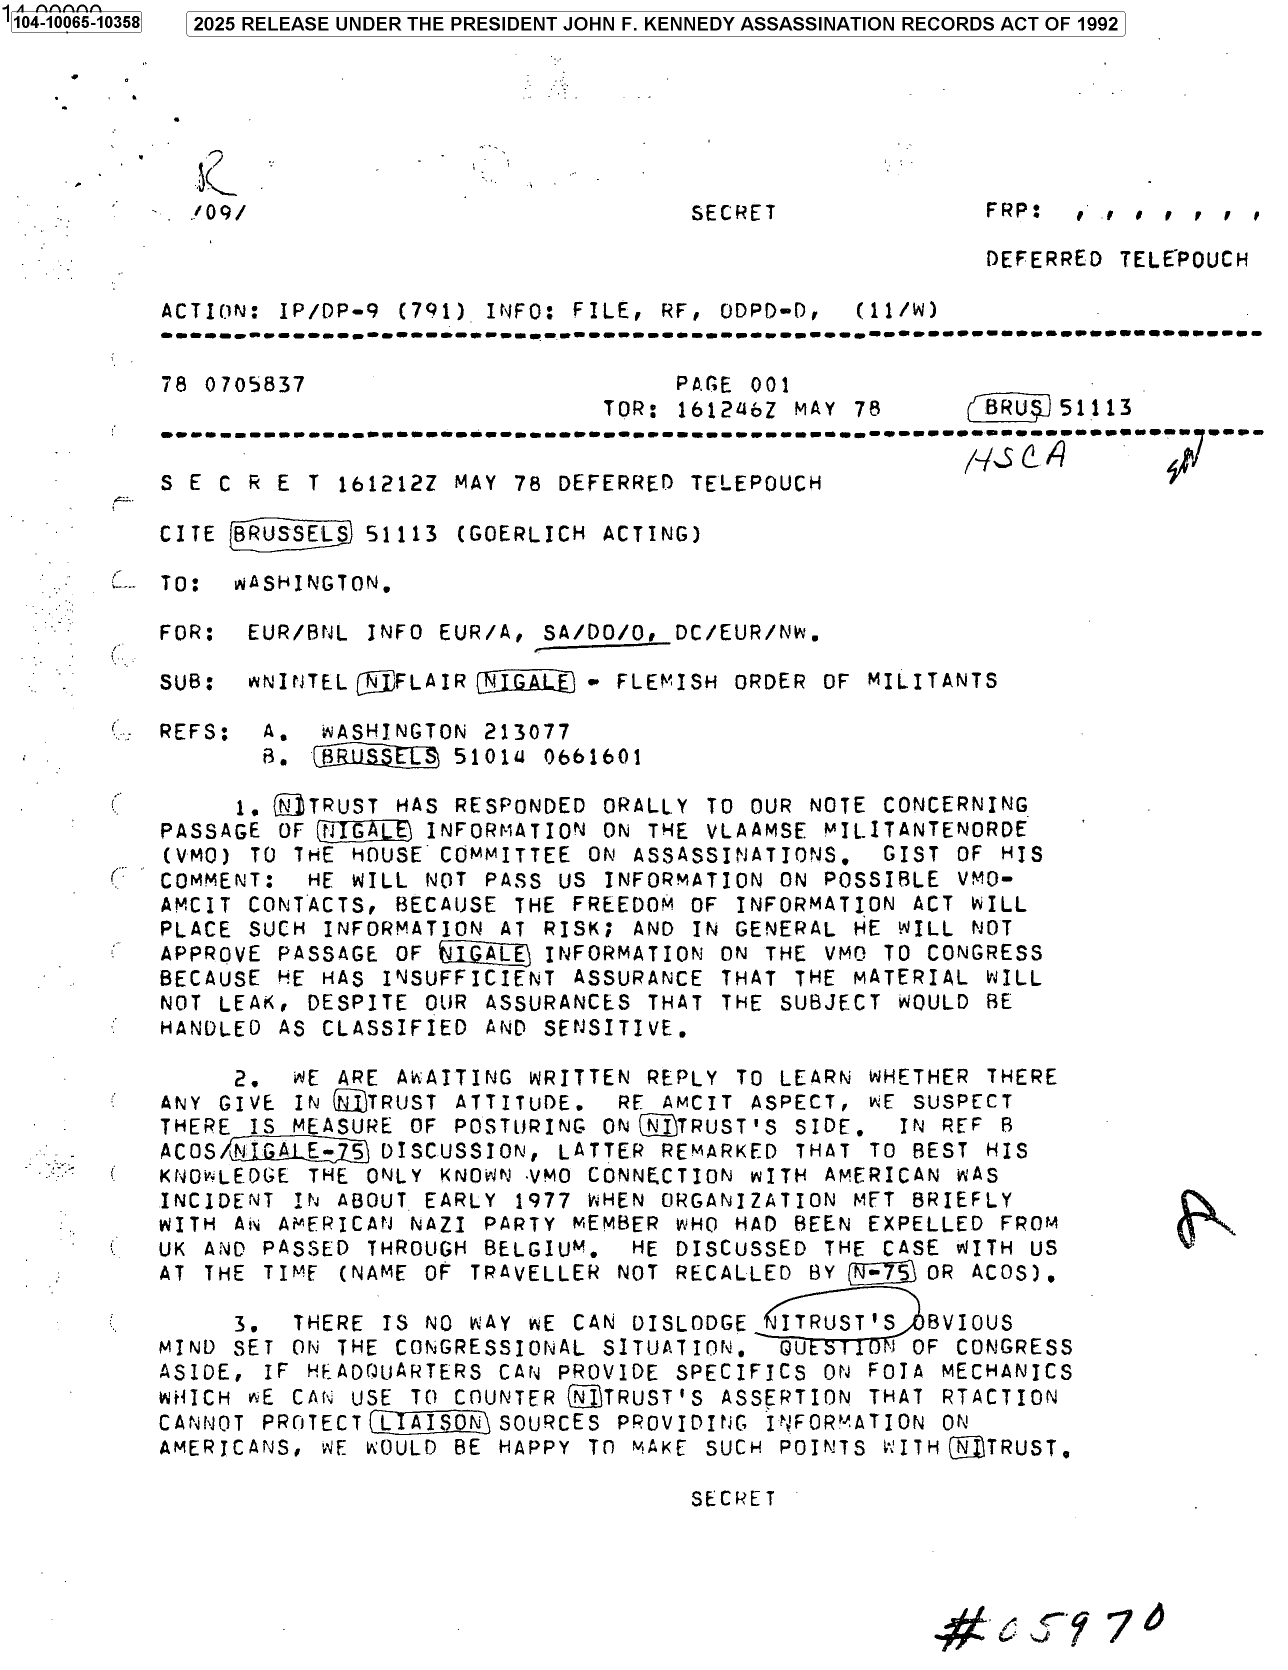 14-00000
104-10065-10358
2025 RELEASE UNDER THE PRESIDENT JOHN F. KENNEDY ASSASSINATION RECORDS ACT OF 1992
R
/09/ SECRET FRP: , , , , , , ,
DEFERRED TELEPOUCH
ACTION: IP/DP-9 (791) INFO: FILE, RF, ODPD-D, (11/W)
78 0705837 PAGE 001
TOR: 161246Z MAY 78 BRUS 51113
HSCA
S E C R E T 161212Z MAY 78 DEFERRED TELEPOUCH
CITE BRUSSELS 51113 (GOERLICH ACTING)
TO: WASHINGTON.
FOR: EUR/BNL INFO EUR/A, SA/DO/O, DC/EUR/NW.
SUB: WNINTEL NIFLAIR NIGALE - FLEMISH ORDER OF MILITANTS
REFS: A. WASHINGTON 213077
B. BRUSSELS 51014 0661601
1. NITRUST HAS RESPONDED ORALLY TO OUR NOTE CONCERNING
PASSAGE OF NIGALE INFORMATION ON THE VLAAMSE MILITANTENORDE
(VMO) TO THE HOUSE COMMITTEE ON ASSASSINATIONS. GIST OF HIS
COMMENT: HE WILL NOT PASS US INFORMATION ON POSSIBLE VMO-
AMCIT CONTACTS, BECAUSE THE FREEDOM OF INFORMATION ACT WILL
PLACE SUCH INFORMATION AT RISK; AND IN GENERAL HE WILL NOT
APPROVE PASSAGE OF NIGALE INFORMATION ON THE VMO TO CONGRESS
BECAUSE HE HAS INSUFFICIENT ASSURANCE THAT THE MATERIAL WILL
NOT LEAK, DESPITE OUR ASSURANCES THAT THE SUBJECT WOULD BE
HANDLED AS CLASSIFIED AND SENSITIVE.
2. WE ARE AWAITING WRITTEN REPLY TO LEARN WHETHER THERE
ANY GIVE IN NITRUST ATTITUDE. RE AMCIT ASPECT, WE SUSPECT
THERE IS MEASURE OF POSTURING ON NITRUST'S SIDE. IN REF B
ACOS/NIGALE-75 DISCUSSION, LATTER REMARKED THAT TO BEST HIS
KNOWLEDGE THE ONLY KNOWN VMO CONNECTION WITH AMERICAN WAS
INCIDENT IN ABOUT EARLY 1977 WHEN ORGANIZATION MET BRIEFLY
WITH AN AMERICAN NAZI PARTY MEMBER WHO HAD BEEN EXPELLED FROM
UK AND PASSED THROUGH BELGIUM. HE DISCUSSED THE CASE WITH US
AT THE TIME (NAME OF TRAVELLER NOT RECALLED BY N-75 OR ACOS).
3. THERE IS NO WAY WE CAN DISLODGE NITRUST'S OBVIOUS
MIND SET ON THE CONGRESSIONAL SITUATION. QUESTION OF CONGRESS
ASIDE, IF HEADQUARTERS CAN PROVIDE SPECIFICS ON FOIA MECHANICS
WHICH WE CAN USE TO COUNTER NITRUST'S ASSERTION THAT RTACTION
CANNOT PROTECT LIAISON SOURCES PROVIDING INFORMATION ON
AMERICANS, WE WOULD BE HAPPY TO MAKE SUCH POINTS WITH NITRUST.
SECRET
#05970